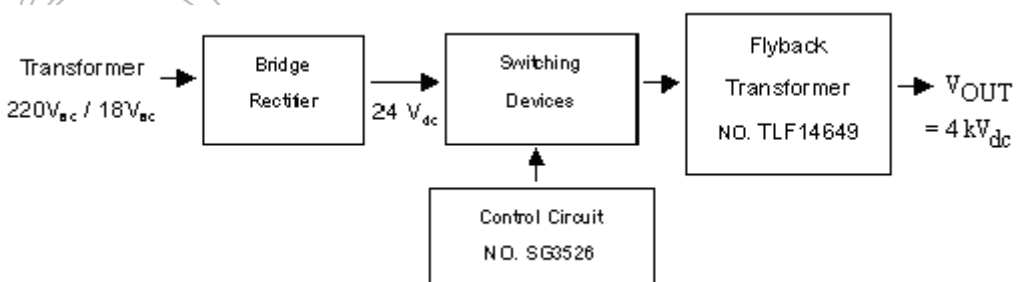 Transformer
220Vac / 18Vac
Bridge
Rectifier
24 Vdc
Switching
Devices
Flyback
Transformer
NO. TLF14649
VOUT
= 4 kVdc
Control Circuit
NO. SG3526